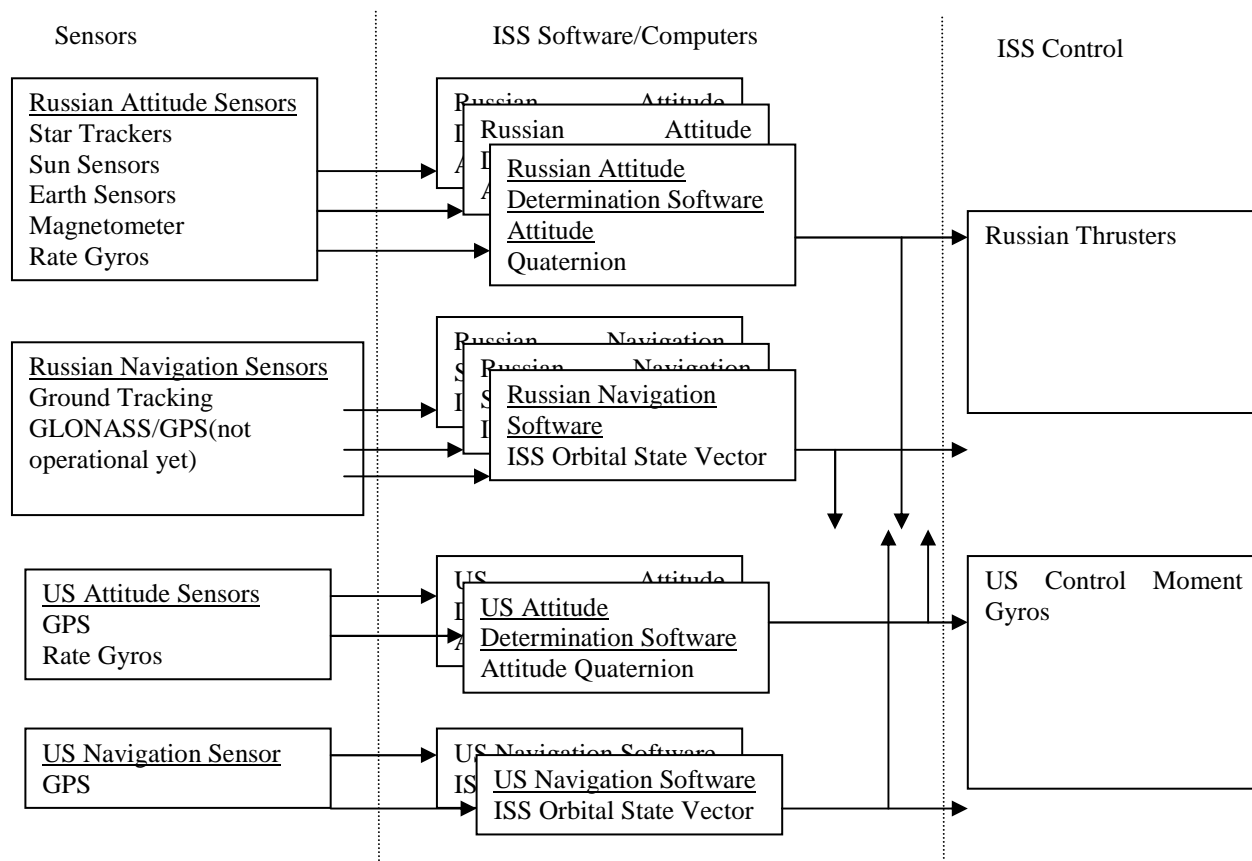 Sensors
ISS Software/Computers
ISS Control
Russian Attitude Sensors
Star Trackers
Sun Sensors
Earth Sensors
Magnetometer
Rate Gyros
Russian Attitude
Russian Attitude
Russian Attitude
Determination Software
Attitude
Quaternion
Russian Thrusters
Russian Navigation Sensors
Ground Tracking
GLONASS/GPS(not
operational yet)
Russian Navigation
Russian Navigation
Russian Navigation
Software
ISS Orbital State Vector
US Attitude Sensors
GPS
Rate Gyros
US Attitude
US Attitude
Determination Software
Attitude Quaternion
US Control Moment
Gyros
US Navigation Sensor
GPS
US Navigation Software
US Navigation Software
ISS Orbital State Vector